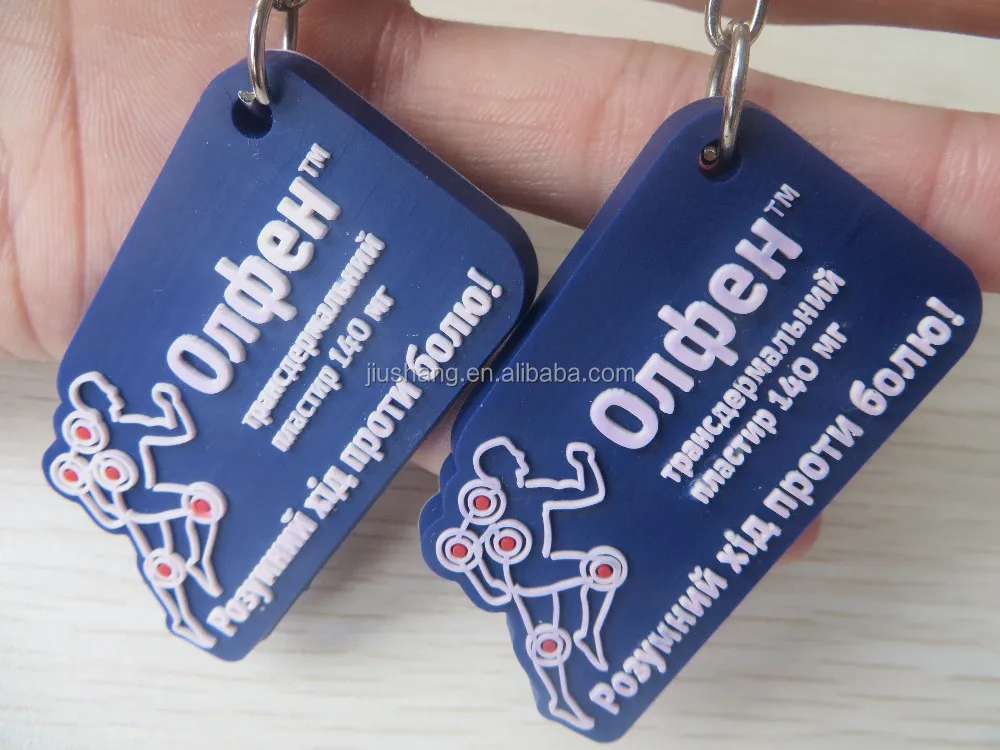 Олфен™
трансдермальний
пластир 140 мг
Розумний хід проти болю!
Олфен™
трансдермальний
пластир 140 мг
Розумний хід проти болю!
jiushang.en.alibaba.com